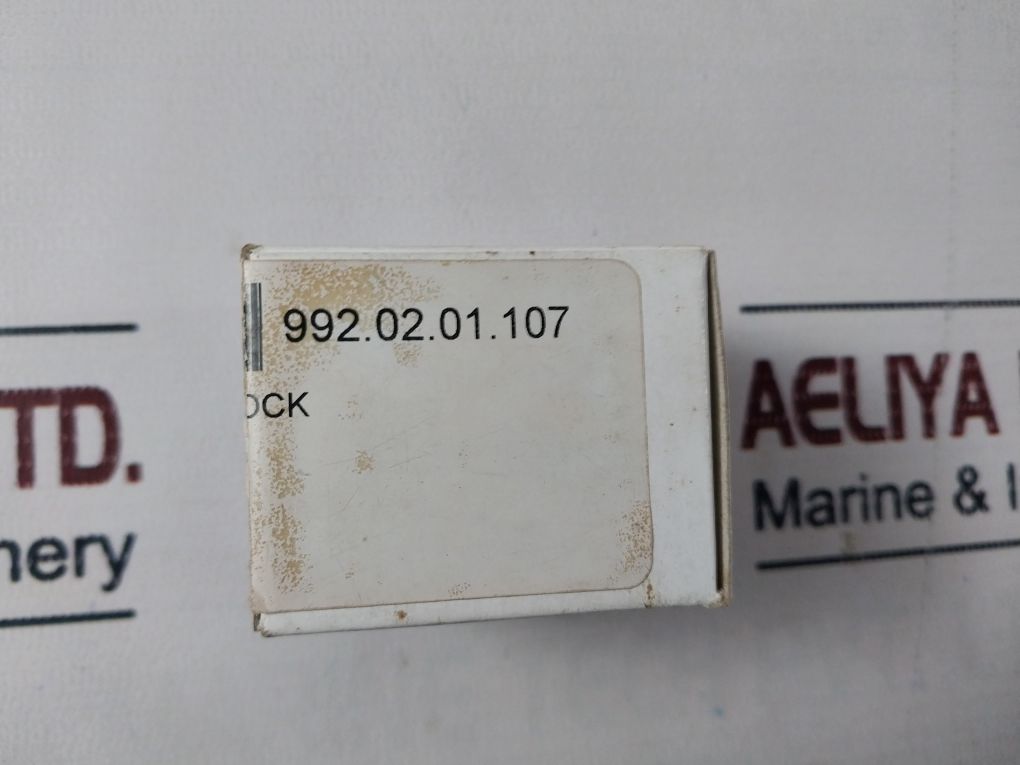 992.02.01.107
OCK
TD.
nery
AELIYA
Marine &